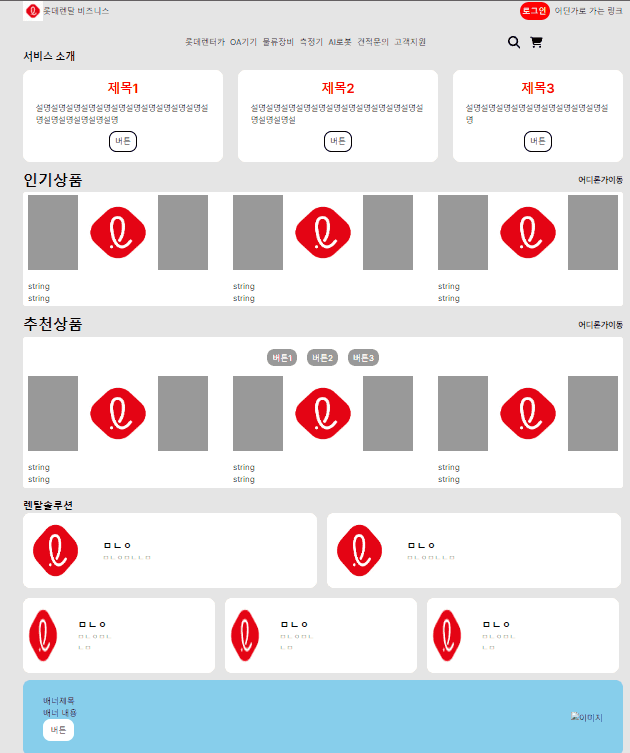 롯데렌탈 비즈니스
로그인 어딘가로 가는 링크
롯데렌터카 OA기기 물류장비 측정기 AI로봇 견적문의 고객지원
서비스 소개
제목1
설명설명설명설명설명설명설명설명설명설명설명설
명설명설명설명설명설명
버튼
제목2
설명설명설명설명설명설명설명설명설명설명설명설
명설명설명설
버튼
제목3
설명설명설명설명설명설명설명설명설명설
명
버튼
인기상품
어디론가이동
string
string
string
string
string
string
추천상품
어디론가이동
버튼1 버튼2 버튼3
string
string
string
string
string
string
렌탈솔루션
ㅁㄴㅇ
ㅁㄴㅇㅁㄴㄴㅁ
ㅁㄴㅇ
ㅁㄴㅇㅁㄴㄴㅁ
ㅁㄴㅇ
ㅁㄴㅇㅁㄴ
ㄴㅁ
ㅁㄴㅇ
ㅁㄴㅇㅁㄴ
ㄴㅁ
ㅁㄴㅇ
ㅁㄴㅇㅁㄴ
ㄴㅁ
배너제목
배너 내용
버튼
이미지